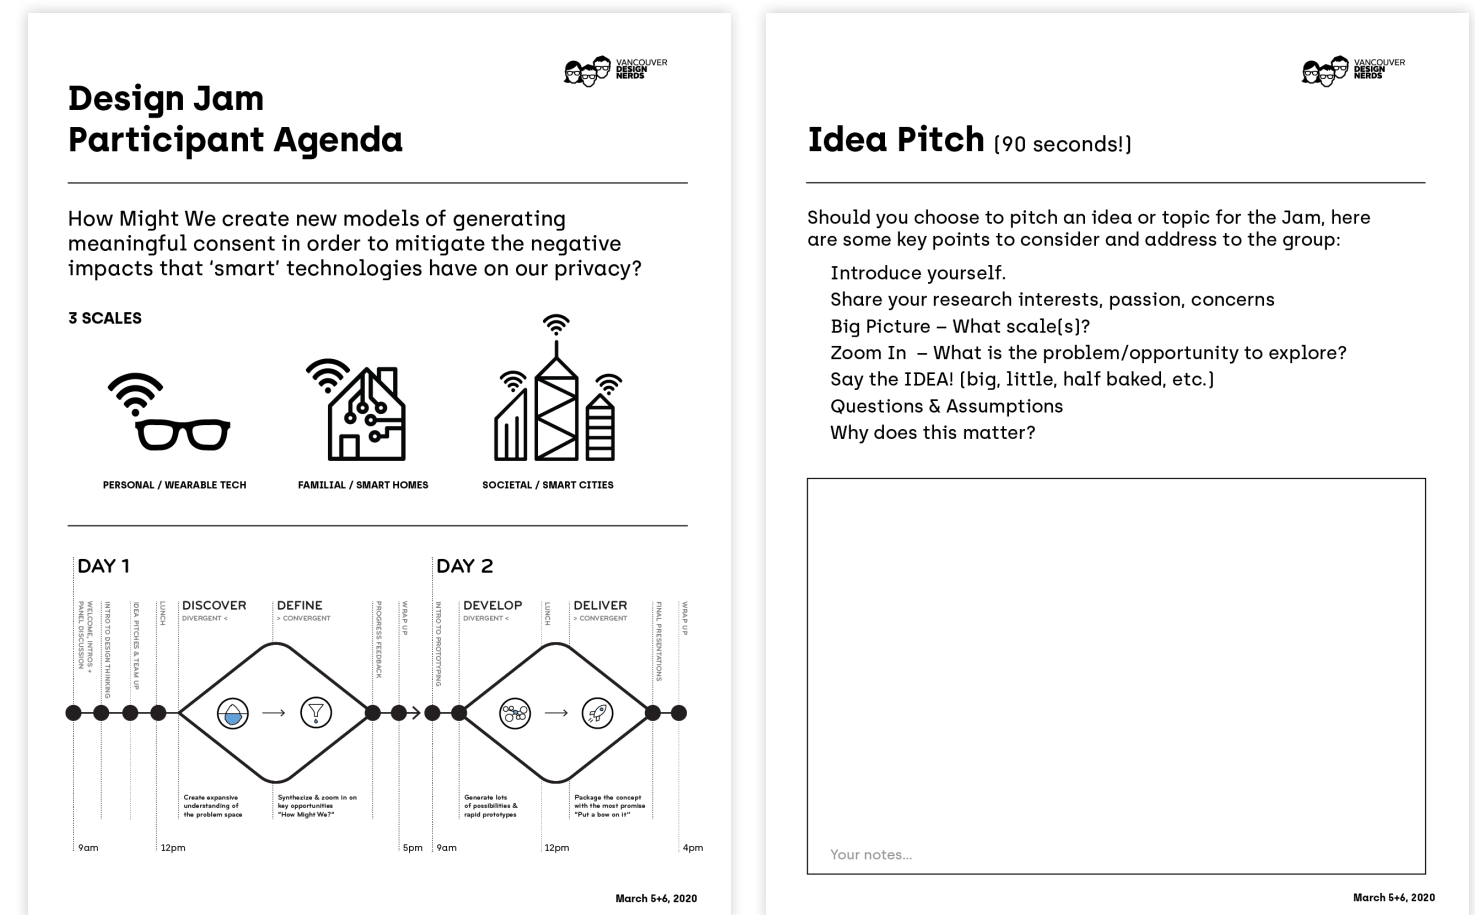 VANCOUVER
DESIGN
NERDS
Design Jam
Participant Agenda
How Might We create new models of generating
meaningful consent in order to mitigate the negative
impacts that ‘smart’ technologies have on our privacy?
3 SCALES
PERSONAL / WEARABLE TECH
FAMILIAL / SMART HOMES
SOCIETAL / SMART CITIES
DAY 1
DAY 2
WELCOME, INTROS +
PANEL DISCUSSION
INTRO TO DESIGN THINKING
IDEA PITCHES & TEAM UP
LUNCH
DISCOVER
DIVERGENT <
DEFINE
> CONVERGENT
PROGRESS FEEDBACK
WRAP UP
INTRO TO PROTOTYPING
DEVELOP
DIVERGENT <
LUNCH
DELIVER
> CONVERGENT
FINAL PRESENTATIONS
WRAP UP
Create expansive
understanding of
the problem space
Synthezize & zoom in on
key opportunities
"How Might We?"
Generate lots
of possibilities &
rapid prototypes
Package the concept
with the most promise
"Put a bow on it"
9am
12pm
5pm
9am
12pm
4pm
March 5+6, 2020
VANCOUVER
DESIGN
NERDS
Idea Pitch (90 seconds!)
Should you choose to pitch an idea or topic for the Jam, here
are some key points to consider and address to the group:
Introduce yourself.
Share your research interests, passion, concerns
Big Picture – What scale(s)?
Zoom In – What is the problem/opportunity to explore?
Say the IDEA! (big, little, half baked, etc.)
Questions & Assumptions
Why does this matter?
Your notes...
March 5+6, 2020